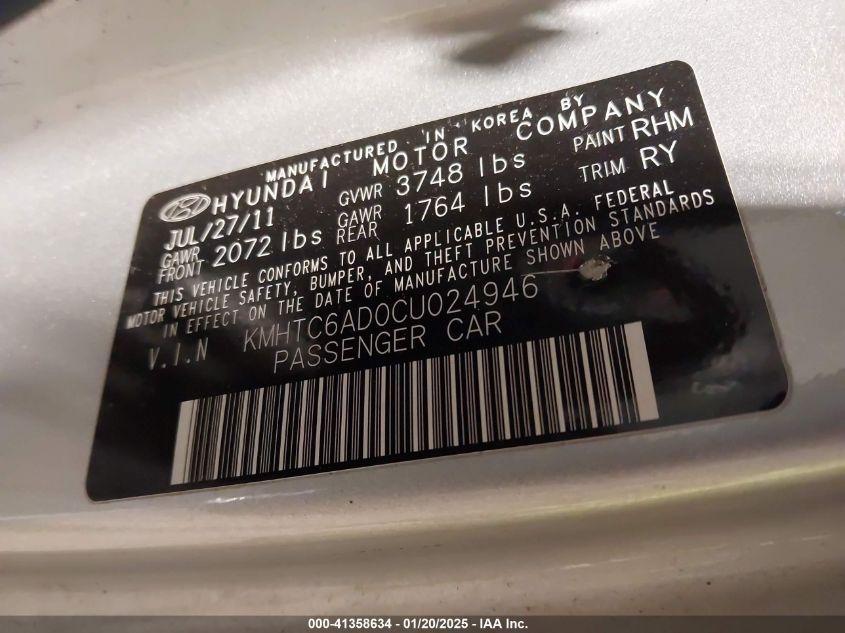 MANUFACTURED IN KOREA BY
HYUNDAI MOTOR COMPANY
JUL/27/11 GVWR 3748 lbs PAINT RHM
GAWR FRONT 2072 lbs GAWR REAR 1764 lbs TRIM RY
THIS VEHICLE CONFORMS TO ALL APPLICABLE U.S.A. FEDERAL
MOTOR VEHICLE SAFETY, BUMPER, AND THEFT PREVENTION STANDARDS
IN EFFECT ON THE DATE OF MANUFACTURE SHOWN ABOVE
V.I.N KMHTC6AD0CU024946
PASSENGER CAR
000-41358634 - 01/20/2025 - IAA Inc.